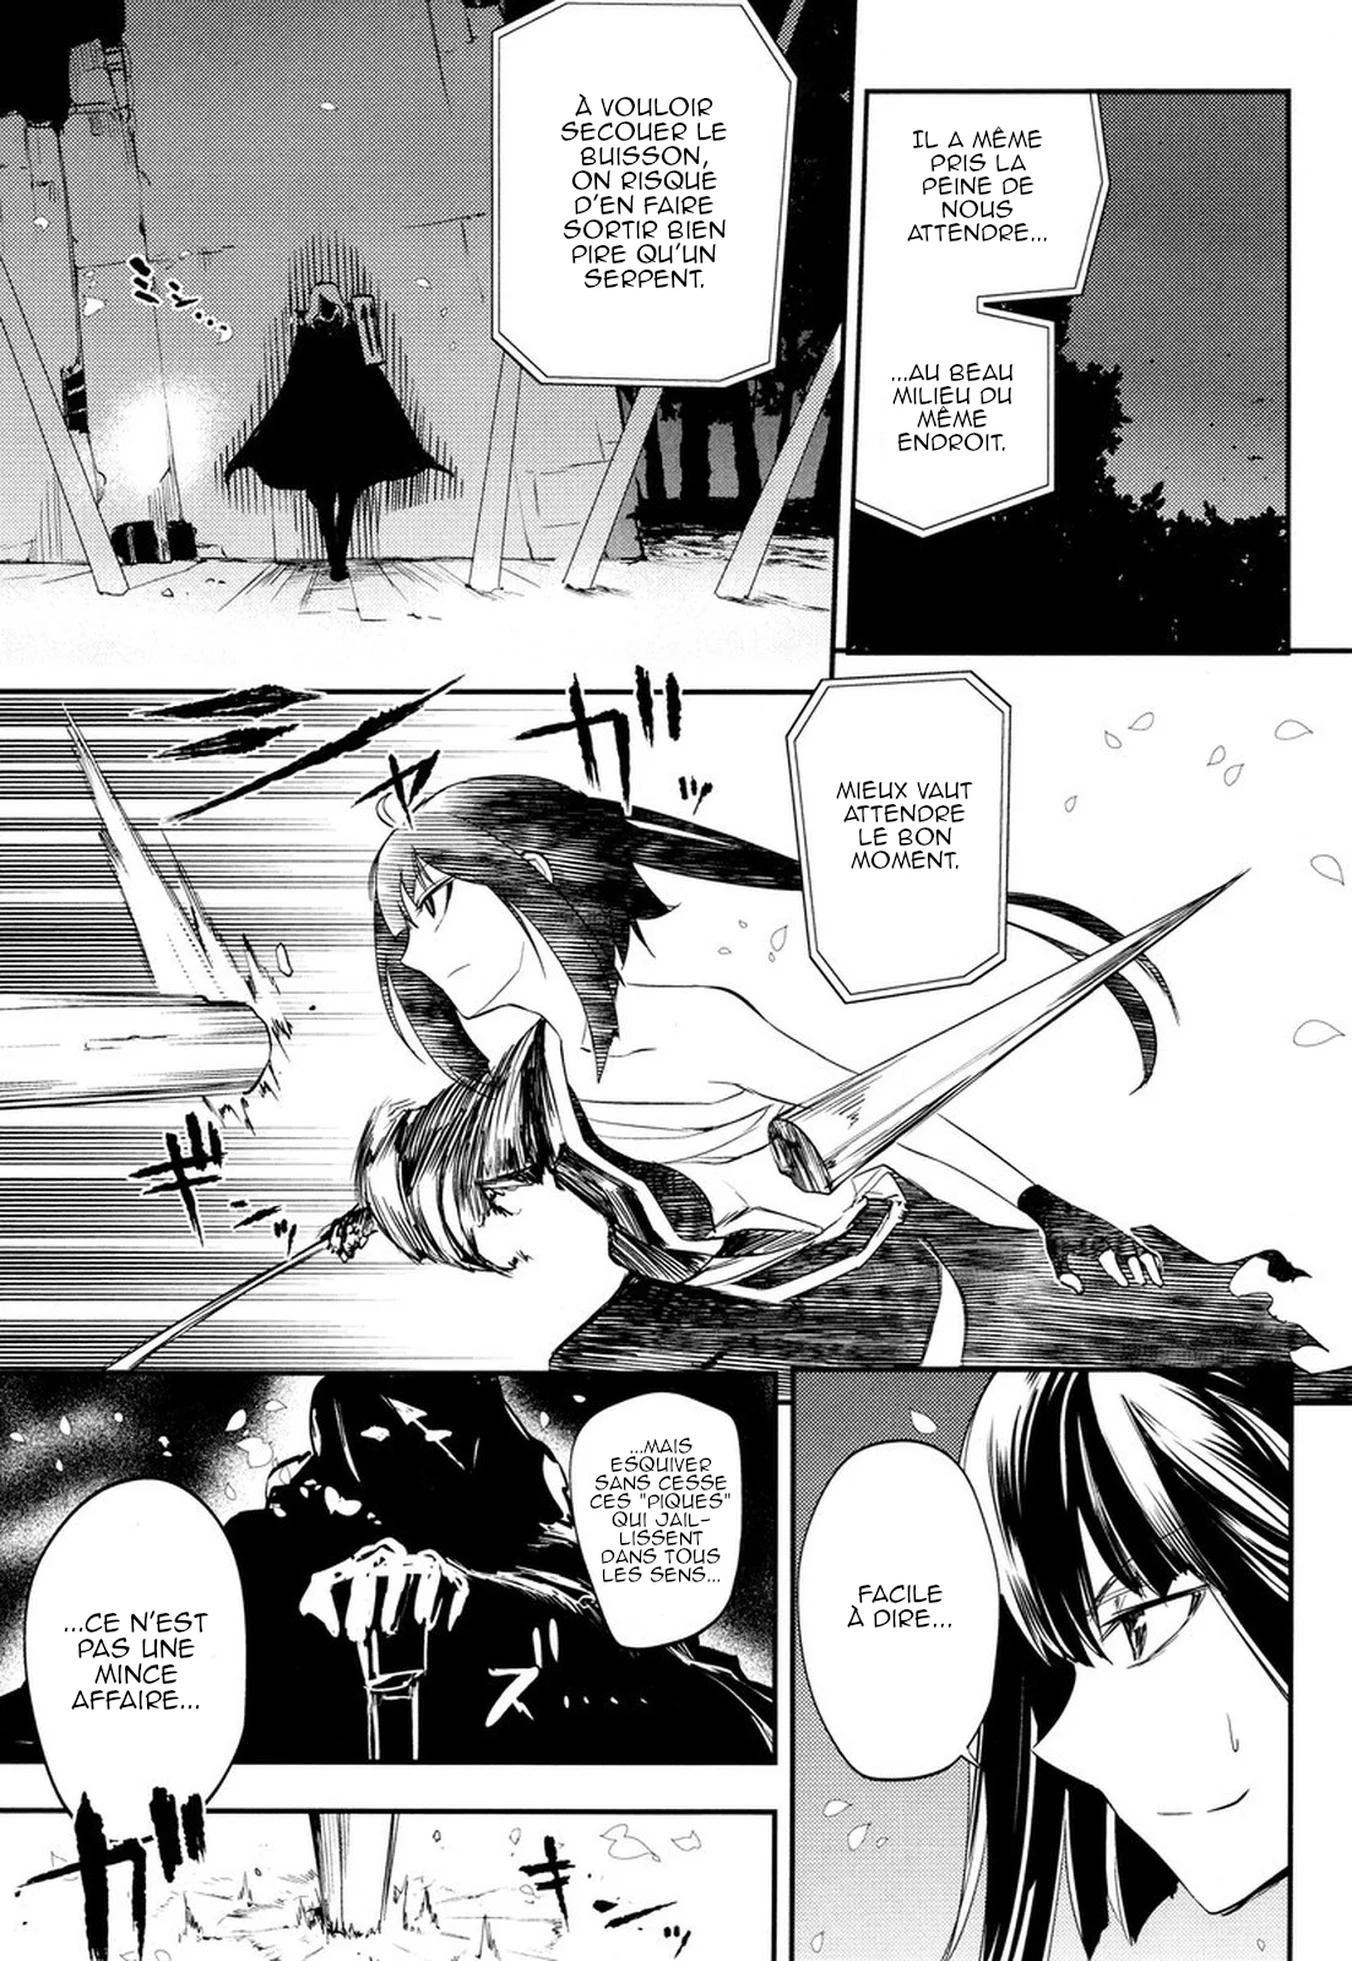 IL A MÊME
PRIS LA
PEINE DE
NOUS
ATTENDRE...
...AU BEAU
MILIEU DU
MÊME
ENDROIT.
À VOULOIR
SECOUER LE
BUISSON,
ON RISQUE
D'EN FAIRE
SORTIR BIEN
PIRE QU'UN
SERPENT.
MIEUX VAUT
ATTENDRE
LE BON
MOMENT.
FACILE
À DIRE...
...MAIS
ESQUIVER
SANS CESSE
CES "PIQUES"
QUI JAIL-
LISSENT
DANS TOUS
LES SENS...
ズ......
...CE N'EST
PAS UNE
MINCE
AFFAIRE...